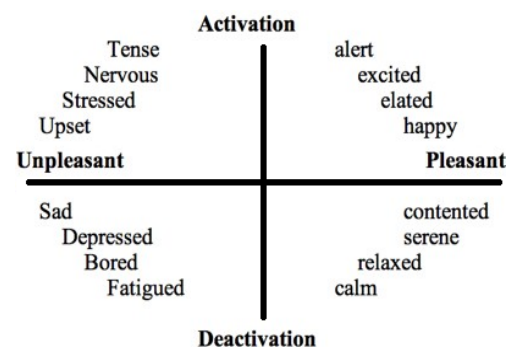 Activation
Tense alert
Nervous excited
Stressed elated
Upset happy
Unpleasant Pleasant
Sad contented
Depressed serene
Bored relaxed
Fatigued calm
Deactivation